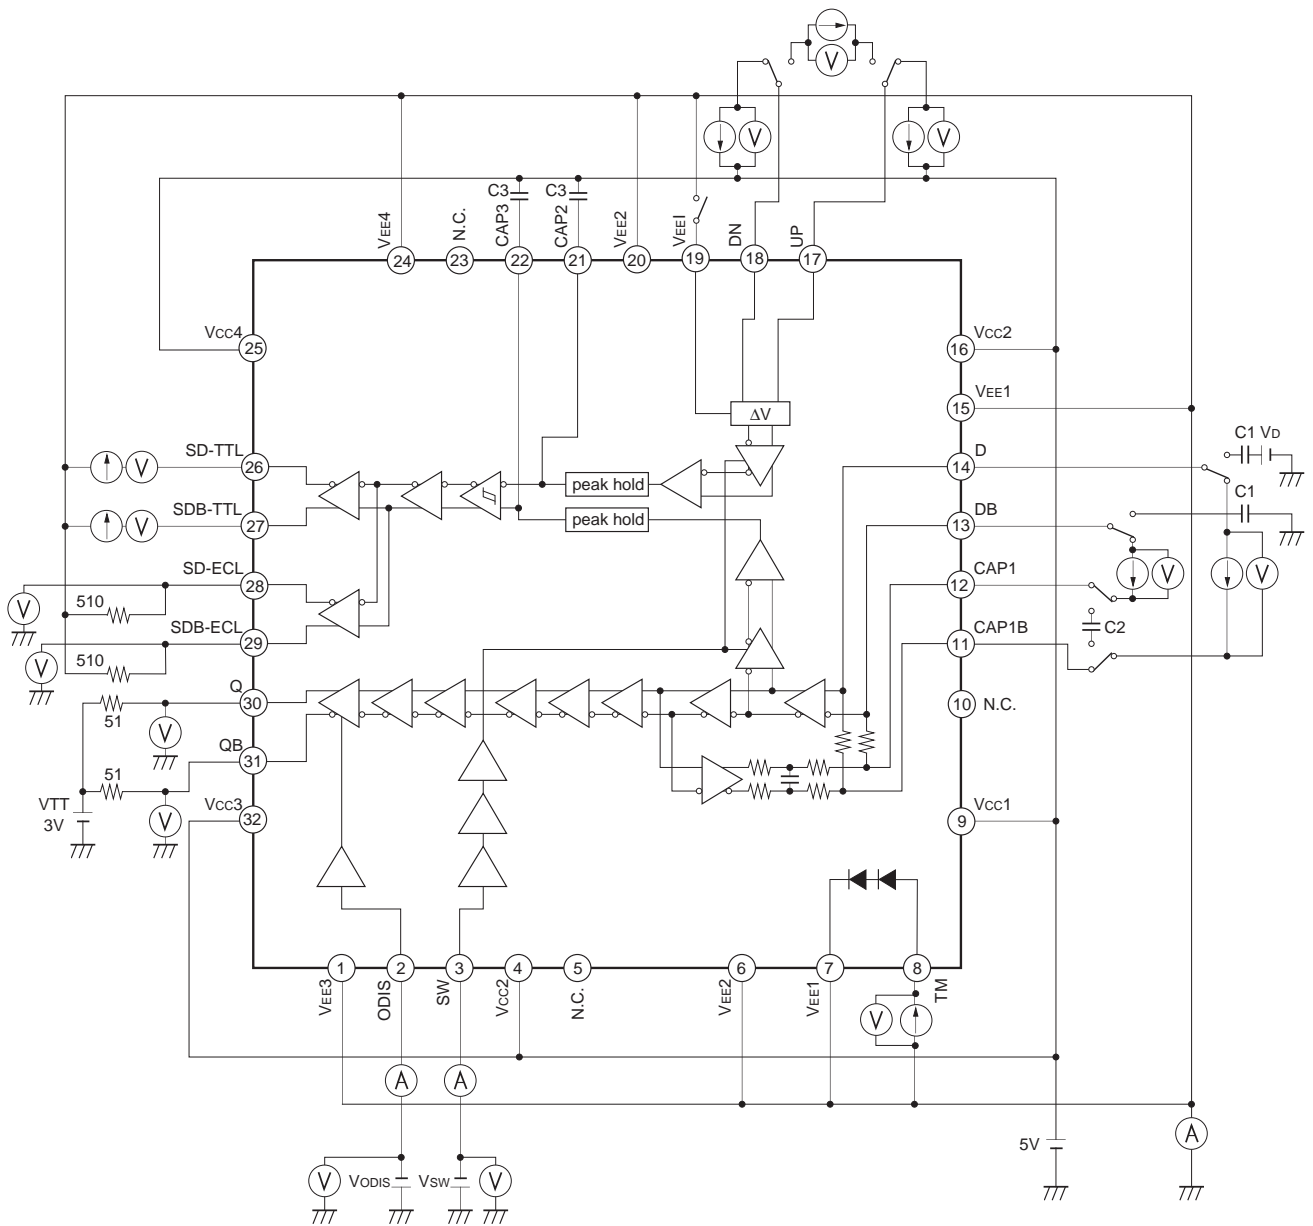 V
V
V
C3
C3
VEE4
N.C.
CAP3
CAP2
VEE2
VEEI
DN
UP
24
23
22
21
20
19
18
17
VCC4
25
16
VCC2
15
VEE1
ΔV
SD-TTL
V
26
peak hold
14
D
C1 VD
SDB-TTL
V
27
peak hold
13
DB
C1
SD-ECL
V
28
510
12
CAP1
V
V
SDB-ECL
V
29
510
11
CAP1B
C2
Q
30
51
V
10
N.C.
QB
31
51
VTT
3V
V
VCC3
32
9
VCC1
1
2
3
4
5
6
7
8
VEE3
ODIS
SW
VCC2
N.C.
VEE2
VEE1
TM
V
A
A
5V
A
V
VODIS
VSW
V